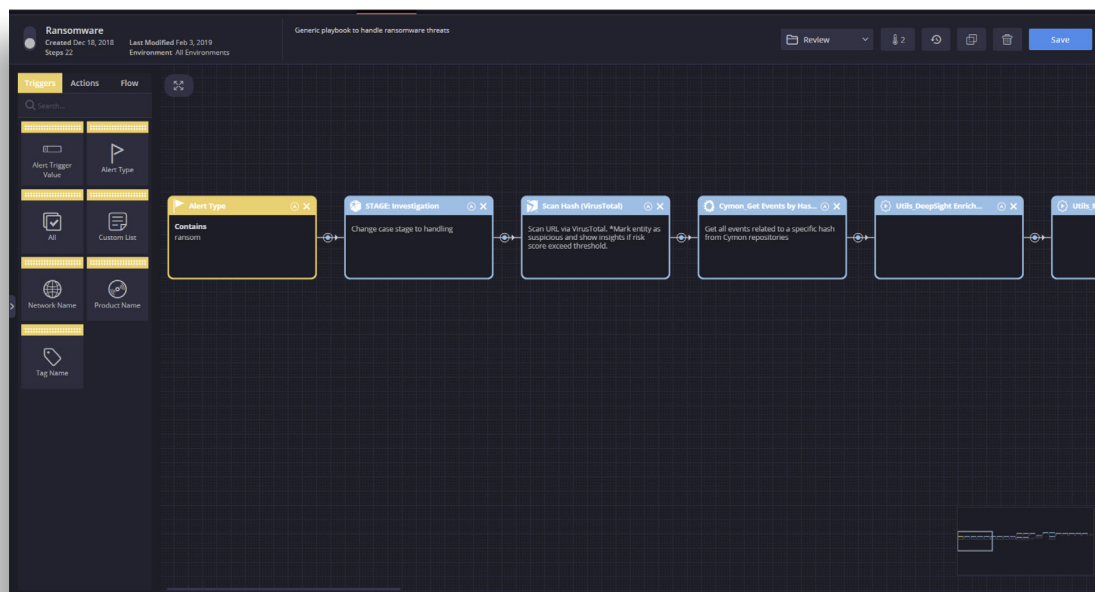 Ransomware
Created Dec 18, 2018 Last Modified Feb 3, 2019
Steps 22 Environment All Environments
Generic playbook to handle ransomware threats
Review
2
Save
Triggers Actions Flow
Search...
Alert Trigger
Value
Alert Type
All
Custom List
Network Name
Product Name
Tag Name
Alert Type
Contains
ransom
STAGE: Investigation
Change case stage to handling
Scan Hash (VirusTotal)
Scan URL via VirusTotal. *Mark entity as
suspicious and show insights if risk
score exceed threshold.
Cymon_Get Events by Has...
Get all events related to a specific hash
from Cymon repositories
Utils_DeepSight Enrich...
Utils_